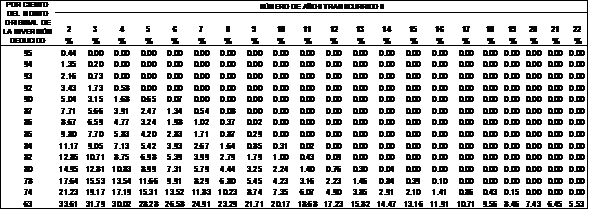 POR CIENTO DEL MONTO ORIGINAL DE LA INVERSIÓN DEDUCIDO NÚMERO DE AÑOS TRANSCURRIDOS
2 3 4 5 6 7 8 9 10 11 12 13 14 15 16 17 18 19 20 21 22
% % % % % % % % % % % % % % % % % % % % %
95 0.44 0.00 0.00 0.00 0.00 0.00 0.00 0.00 0.00 0.00 0.00 0.00 0.00 0.00 0.00 0.00 0.00 0.00 0.00 0.00 0.00
94 1.35 0.20 0.00 0.00 0.00 0.00 0.00 0.00 0.00 0.00 0.00 0.00 0.00 0.00 0.00 0.00 0.00 0.00 0.00 0.00 0.00
93 2.16 0.73 0.00 0.00 0.00 0.00 0.00 0.00 0.00 0.00 0.00 0.00 0.00 0.00 0.00 0.00 0.00 0.00 0.00 0.00 0.00
92 3.43 1.73 0.58 0.00 0.00 0.00 0.00 0.00 0.00 0.00 0.00 0.00 0.00 0.00 0.00 0.00 0.00 0.00 0.00 0.00 0.00
90 5.04 3.15 1.68 0.65 0.07 0.00 0.00 0.00 0.00 0.00 0.00 0.00 0.00 0.00 0.00 0.00 0.00 0.00 0.00 0.00 0.00
87 7.71 5.66 3.91 2.47 1.34 0.54 0.08 0.00 0.00 0.00 0.00 0.00 0.00 0.00 0.00 0.00 0.00 0.00 0.00 0.00 0.00
86 8.67 6.59 4.77 3.24 1.98 1.02 0.37 0.02 0.00 0.00 0.00 0.00 0.00 0.00 0.00 0.00 0.00 0.00 0.00 0.00 0.00
85 9.80 7.70 5.83 4.20 2.83 1.71 0.87 0.29 0.00 0.00 0.00 0.00 0.00 0.00 0.00 0.00 0.00 0.00 0.00 0.00 0.00
84 11.17 9.05 7.13 5.42 3.93 2.67 1.64 0.85 0.31 0.02 0.00 0.00 0.00 0.00 0.00 0.00 0.00 0.00 0.00 0.00 0.00
82 12.86 10.71 8.75 6.98 5.39 3.99 2.79 1.79 1.00 0.43 0.09 0.00 0.00 0.00 0.00 0.00 0.00 0.00 0.00 0.00 0.00
80 14.95 12.81 10.83 8.99 7.31 5.79 4.44 3.25 2.24 1.40 0.76 0.30 0.04 0.00 0.00 0.00 0.00 0.00 0.00 0.00 0.00
78 17.64 15.53 13.54 11.66 9.91 8.29 6.80 5.45 4.23 3.16 2.23 1.46 0.84 0.39 0.10 0.00 0.00 0.00 0.00 0.00 0.00
74 21.23 19.17 17.19 15.31 13.52 11.83 10.23 8.74 7.35 6.07 4.90 3.85 2.91 2.10 1.41 0.86 0.43 0.15 0.00 0.00 0.00
63 33.61 31.79 30.02 28.28 26.58 24.91 23.29 21.71 20.17 18.68 17.23 15.82 14.47 13.16 11.91 10.71 9.56 8.46 7.43 6.45 5.53